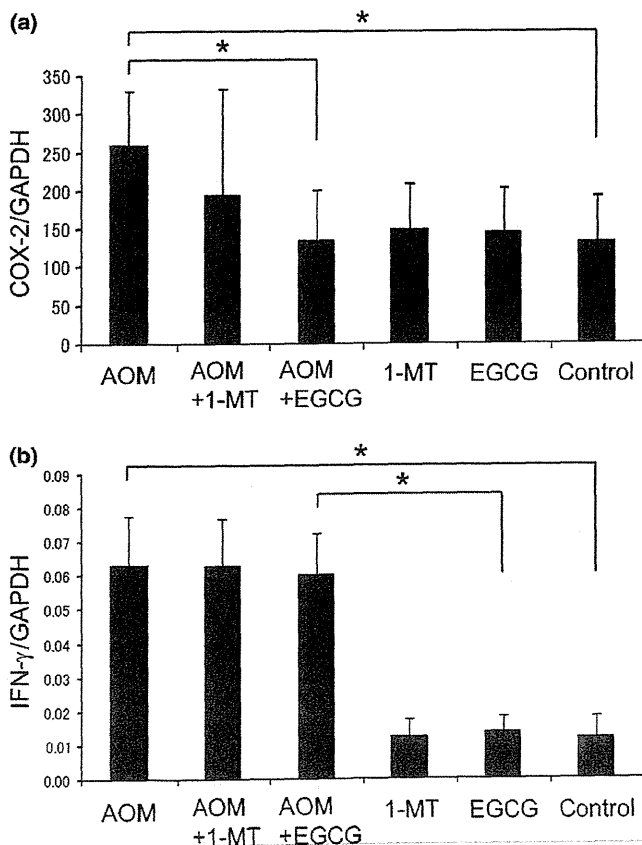 (a)
*
*
COX-2/GAPDH
350
300
250
200
150
100
50
0
AOM
AOM
+1-MT
AOM
+EGCG
1-MT
EGCG
Control
(b)
*
*
IFN-γ/GAPDH
0.09
0.08
0.07
0.06
0.05
0.04
0.03
0.02
0.01
0.00
AOM
AOM
+1-MT
AOM
+EGCG
1-MT
EGCG
Control